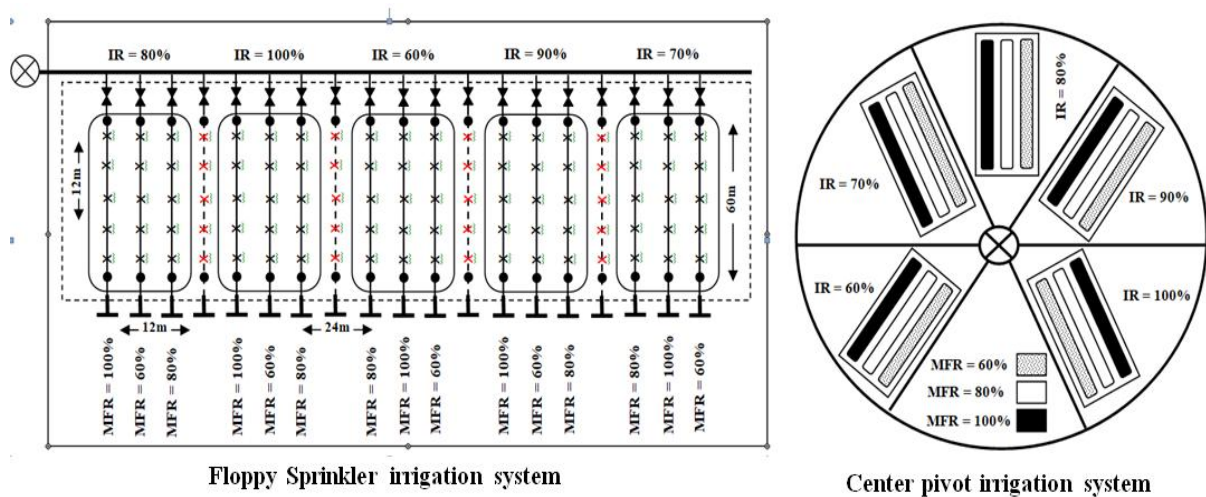 IR = 80%
IR = 100%
IR = 60%
IR = 90%
IR = 70%
12m
60m
12m
24m
MFR = 100%
MFR = 60%
MFR = 80%
MFR = 100%
MFR = 60%
MFR = 80%
MFR = 80%
MFR = 100%
MFR = 60%
MFR = 100%
MFR = 60%
MFR = 80%
MFR = 80%
MFR = 100%
MFR = 60%
Floppy Sprinkler irrigation system
IR = 80%
IR = 70%
IR = 90%
IR = 60%
IR = 100%
MFR = 60%
MFR = 80%
MFR = 100%
Center pivot irrigation system